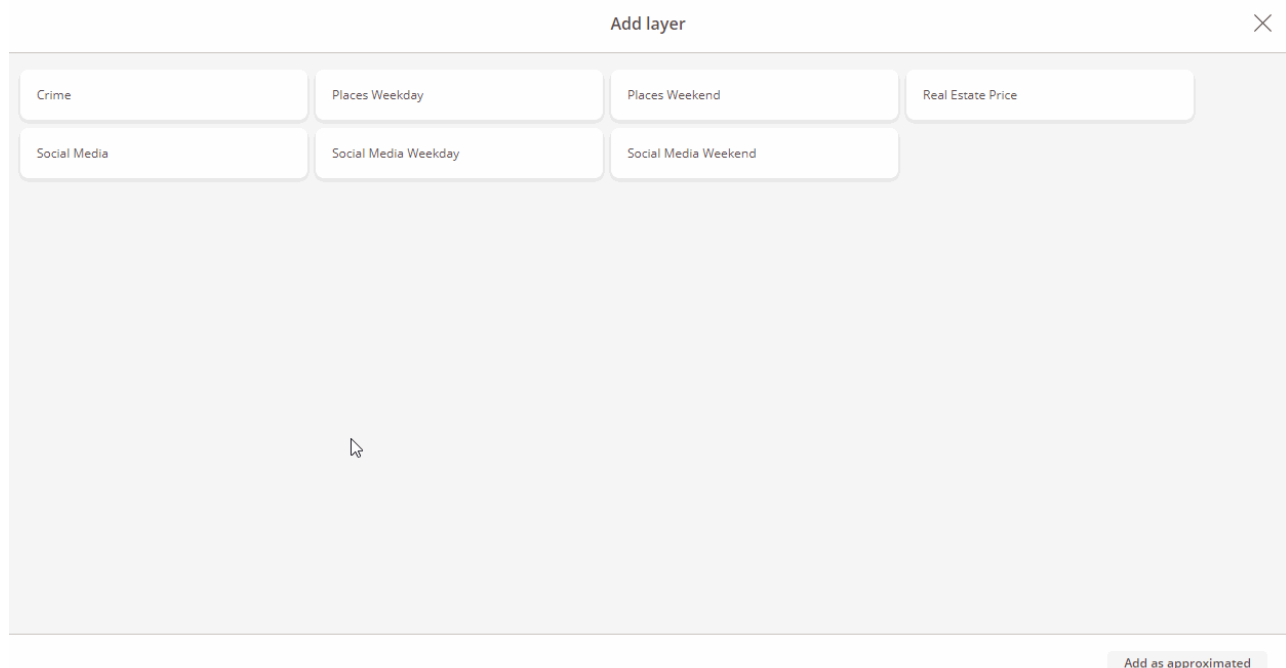 Add layer
Crime
Places Weekday
Places Weekend
Real Estate Price
Social Media
Social Media Weekday
Social Media Weekend
Add as approximated